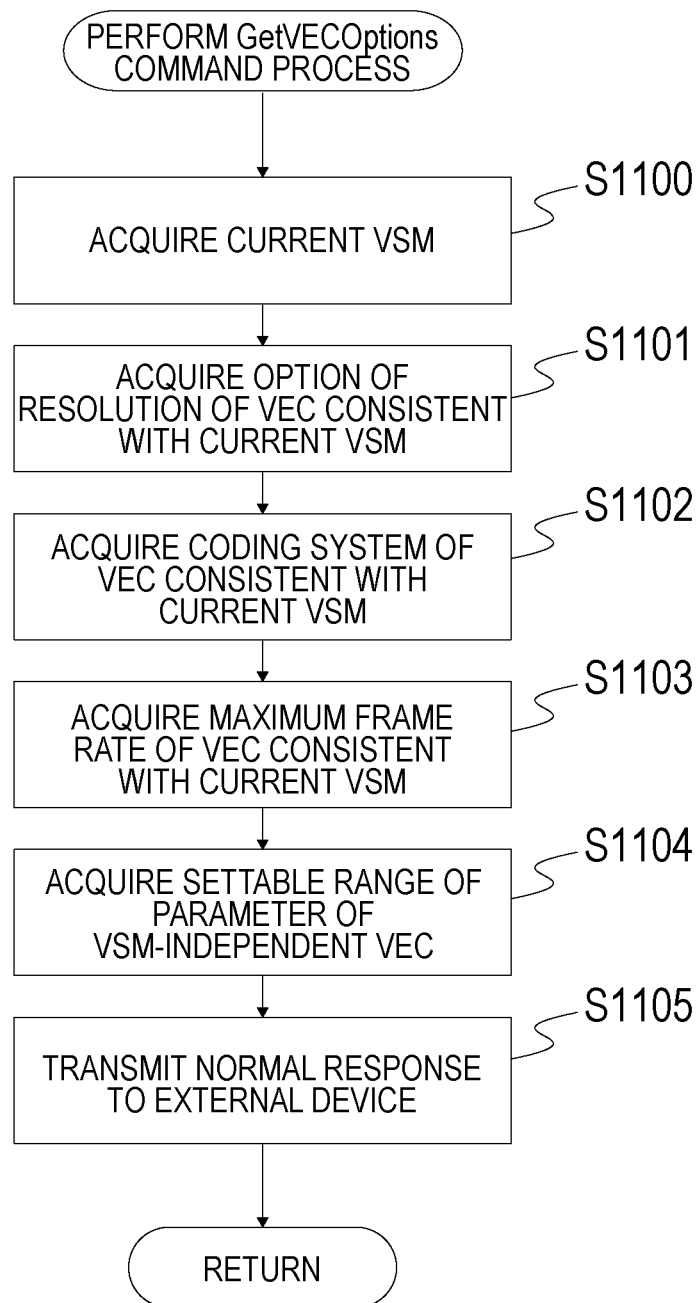 PERFORM GetVECOptions
COMMAND PROCESS
S1100
ACQUIRE CURRENT VSM
S1101
ACQUIRE OPTION OF
RESOLUTION OF VEC CONSISTENT
WITH CURRENT VSM
S1102
ACQUIRE CODING SYSTEM OF
VEC CONSISTENT WITH
CURRENT VSM
S1103
ACQUIRE MAXIMUM FRAME
RATE OF VEC CONSISTENT
WITH CURRENT VSM
S1104
ACQUIRE SETTABLE RANGE OF
PARAMETER OF
VSM-INDEPENDENT VEC
S1105
TRANSMIT NORMAL RESPONSE
TO EXTERNAL DEVICE
RETURN